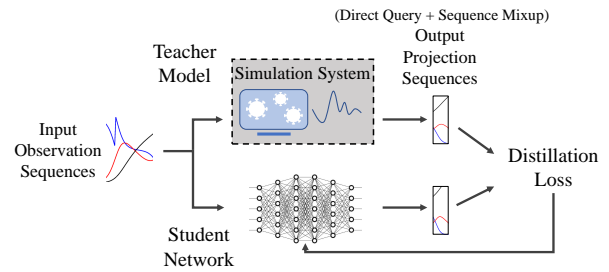 (Direct Query + Sequence Mixup)
Output
Projection
Sequences
Teacher
Model
Simulation System
Input
Observation
Sequences
Distillation
Loss
Student
Network